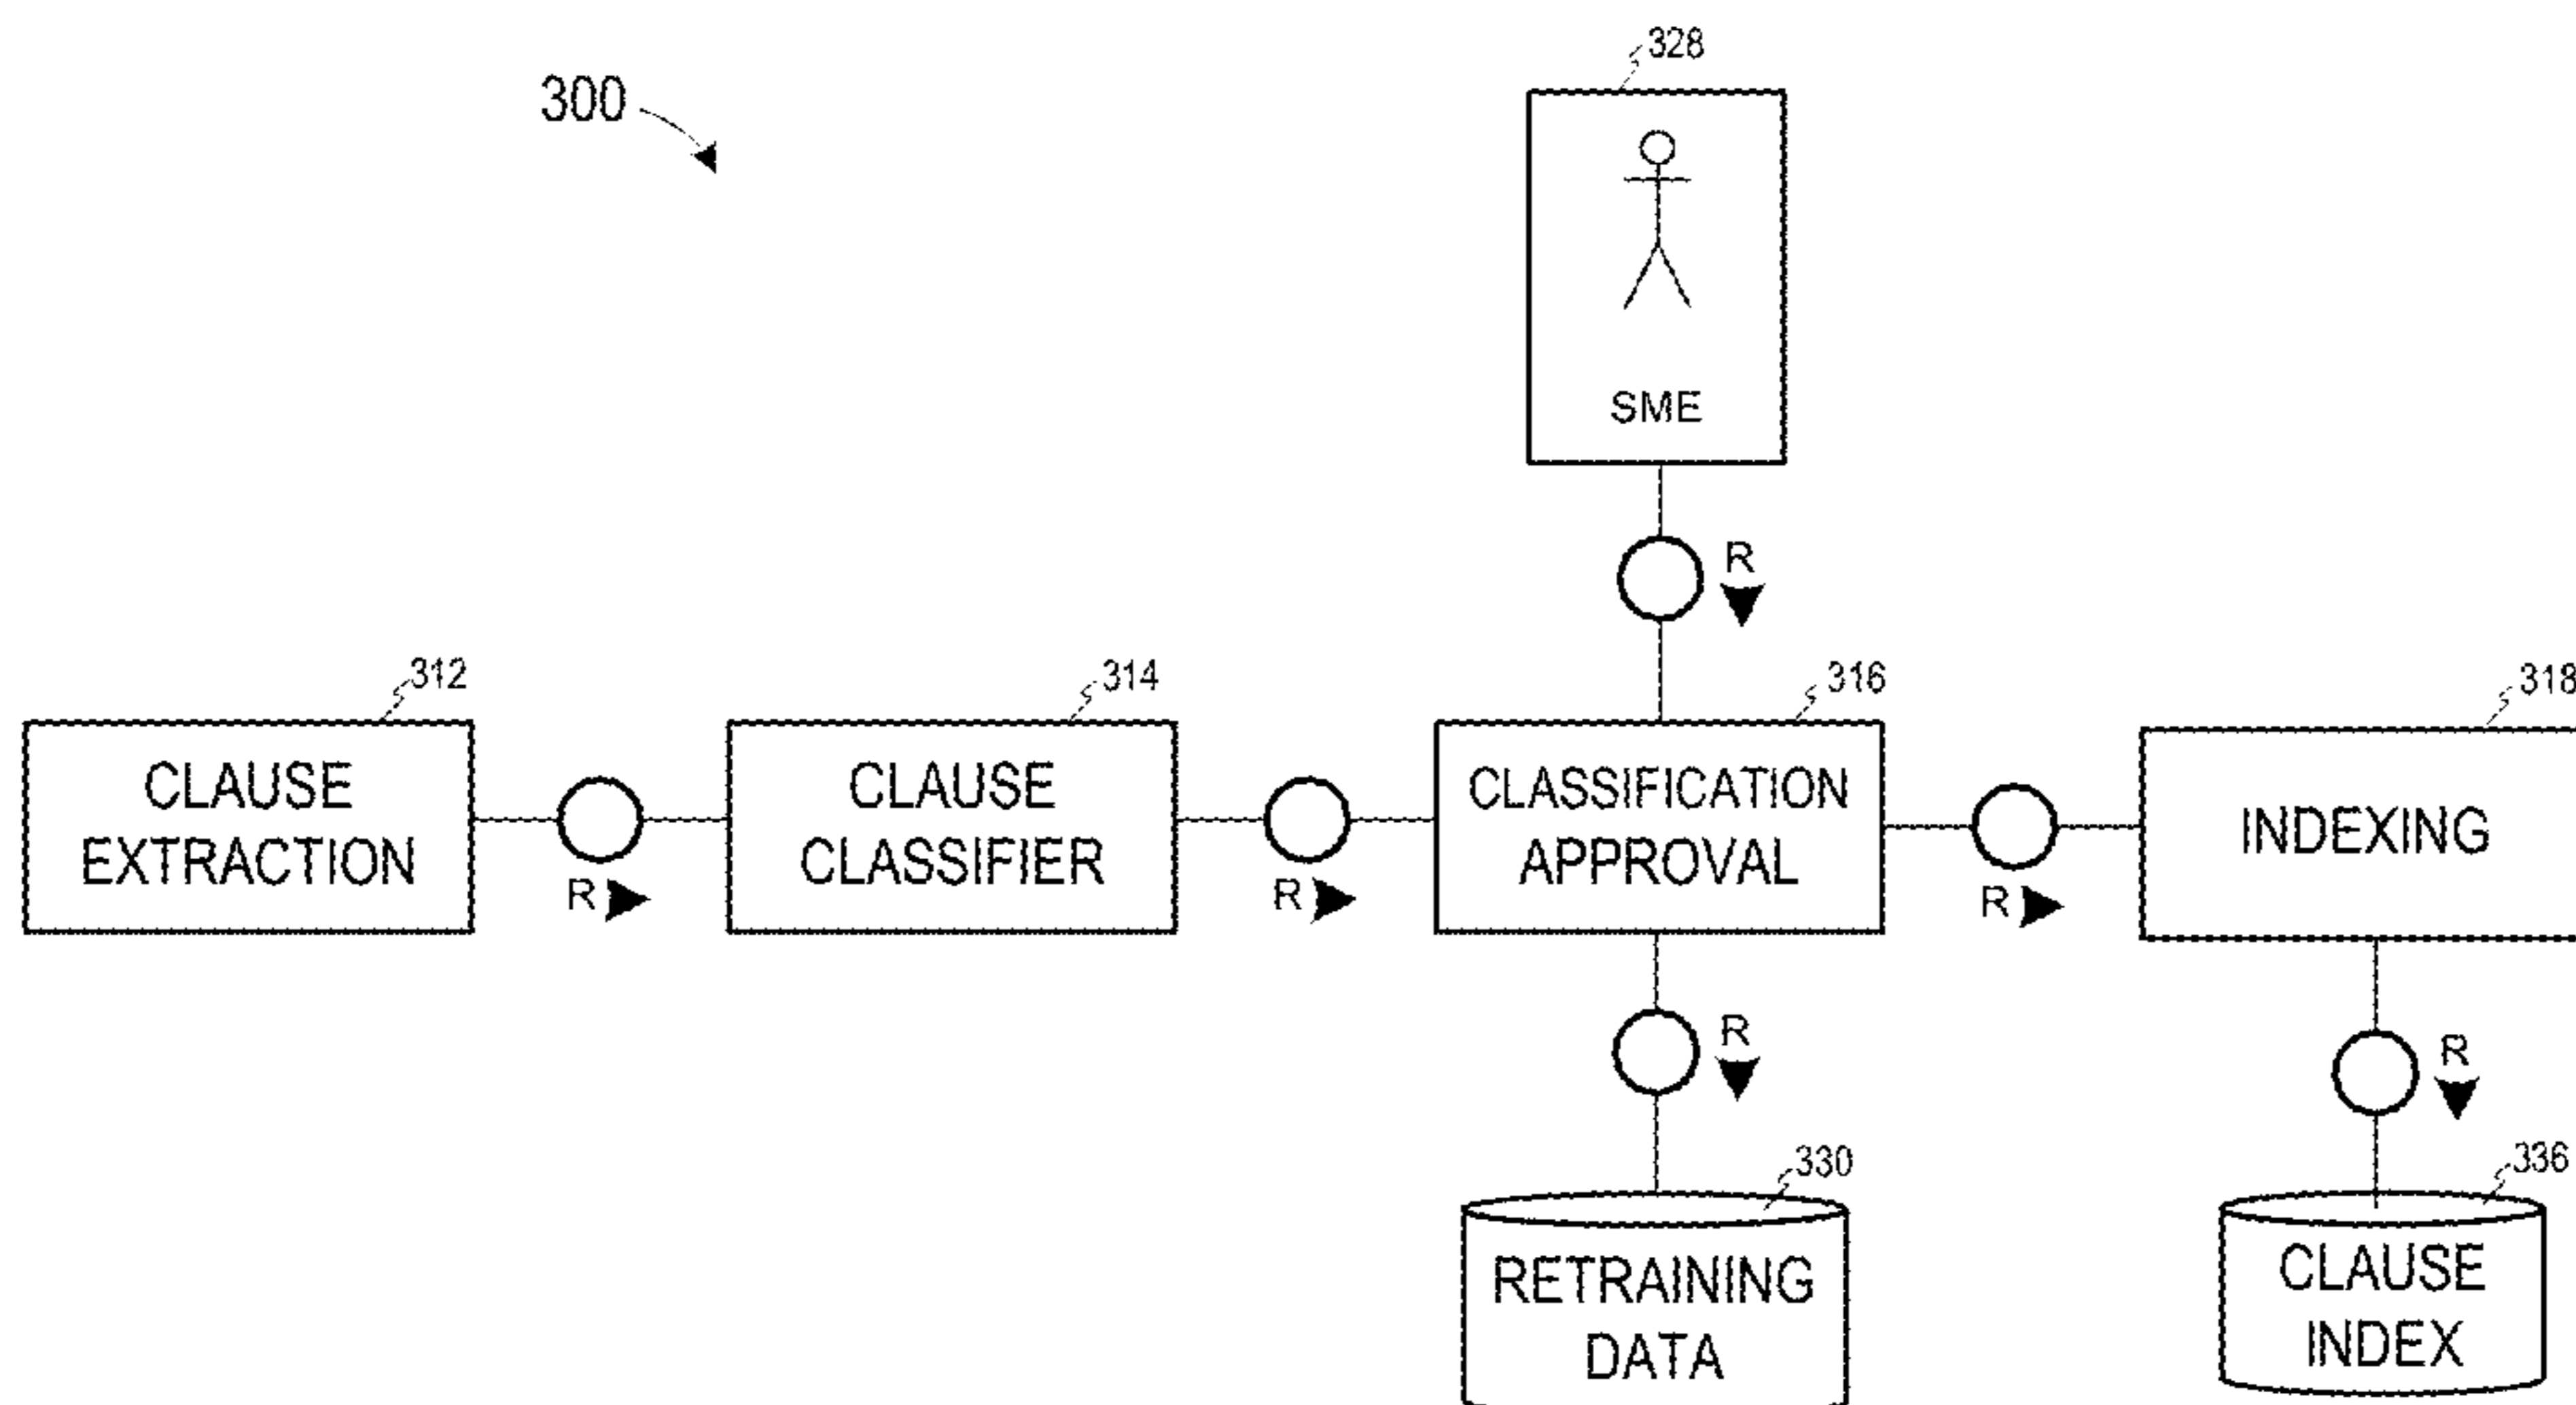 300
328
SME
R
312
314
316
318
CLAUSE
EXTRACTION
R
CLAUSE
CLASSIFIER
R
CLASSIFICATION
APPROVAL
R
INDEXING
R
R
330
336
RETRAINING
DATA
CLAUSE
INDEX